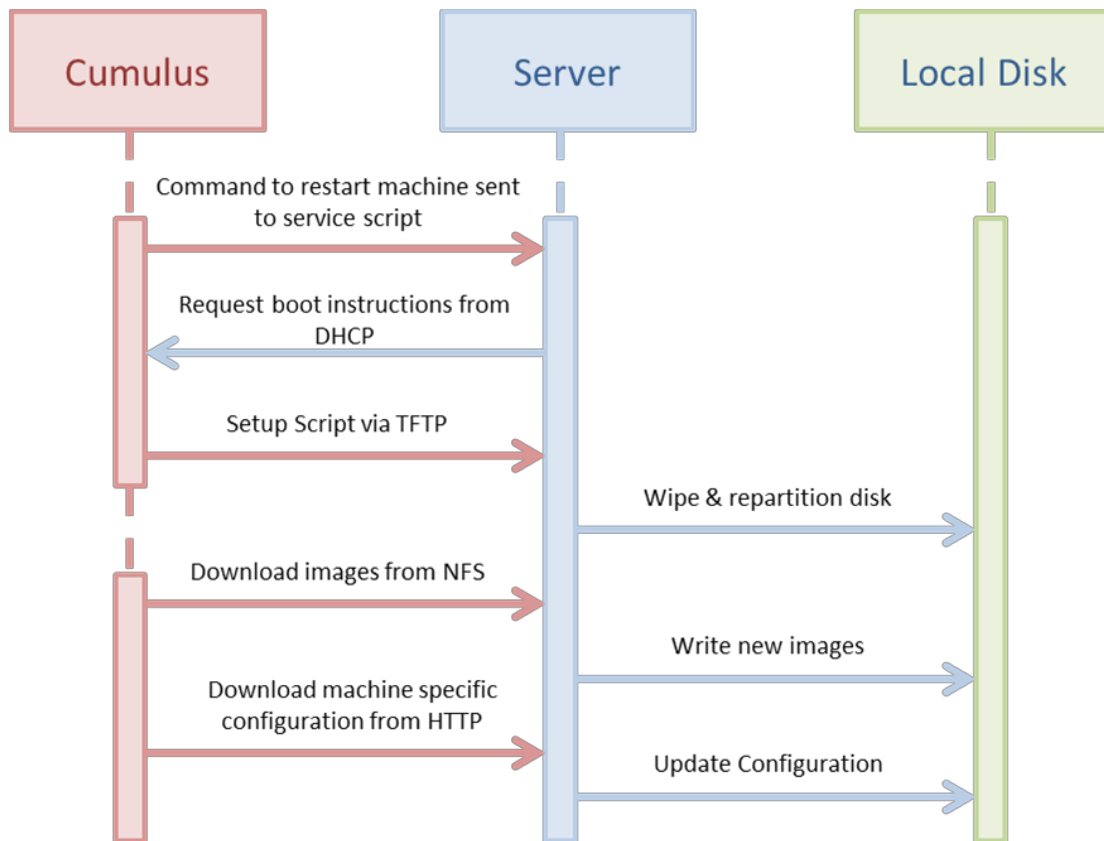 Cumulus
Server
Local Disk
Command to restart machine sent
to service script
Request boot instructions from
DHCP
Setup Script via TFTP
Wipe & repartition disk
Download images from NFS
Write new images
Download machine specific
configuration from HTTP
Update Configuration